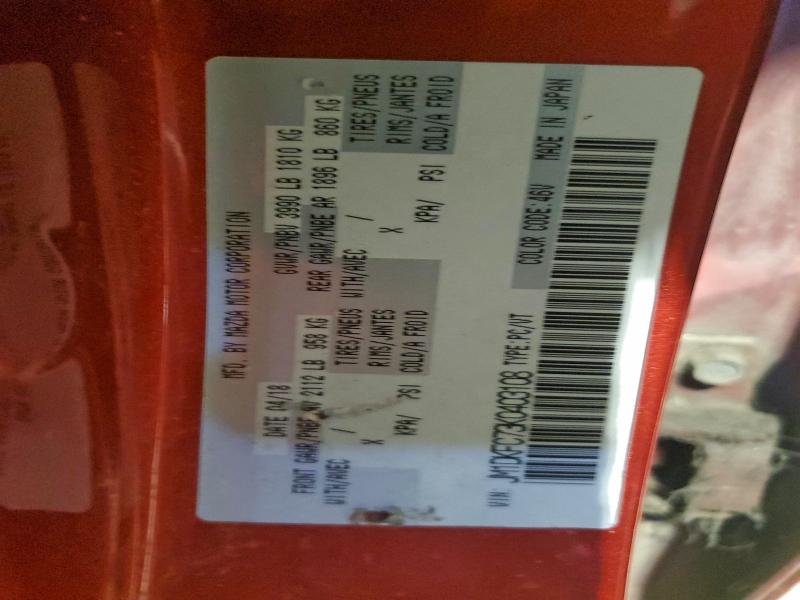 MFD. BY MAZDA MOTOR CORPORATION
DATE 04/18 GVWR/PNBV 3990 LB 1810 KG
FRONT GAWR/PNBE AV 2112 LB 958 KG REAR GAWR/PNBE AR 1896 LB 860 KG
WITH/AVEC TIRES/PNEUS WITH/AVEC TIRES/PNEUS
/ RIMS/JANTES / RIMS/JANTES
X COLD/A FROID X COLD/A FROID
KPA/ PSI KPA/ PSI
VIN JM1DKFC73K0403108 TYPE:PC/VT
COLOR CODE:46V MADE IN JAPAN